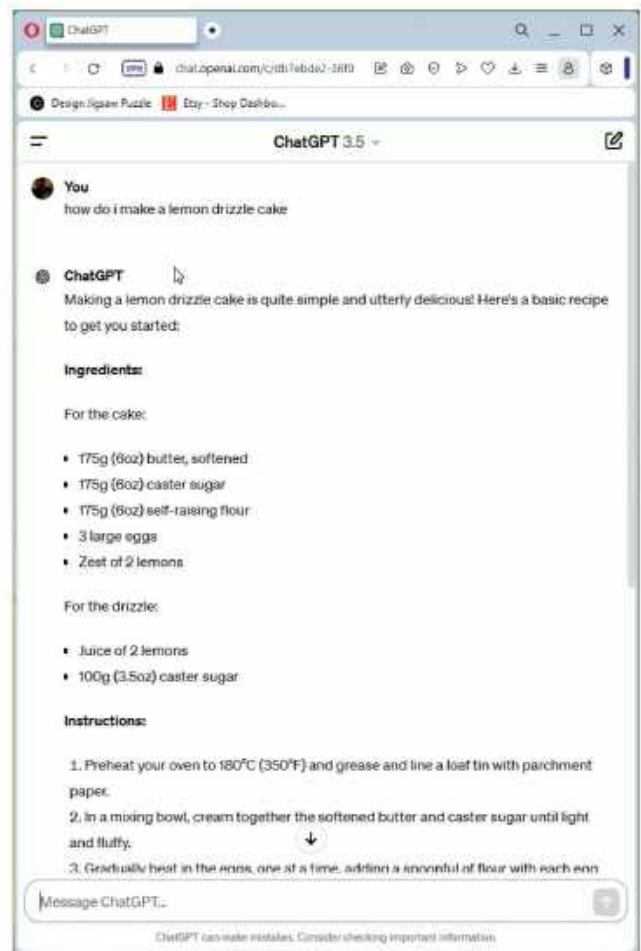 ChatGPT
VPN
Design Jigsaw Puzzle Etsy - Shop Dashbo...
ChatGPT 3.5
You
how do i make a lemon drizzle cake
ChatGPT
Making a lemon drizzle cake is quite simple and utterly delicious! Here's a basic recipe
to get you started:
Ingredients:
For the cake:
• 175g (6oz) butter, softened
• 175g (6oz) caster sugar
• 175g (6oz) self-raising flour
• 3 large eggs
• Zest of 2 lemons
For the drizzle:
• Juice of 2 lemons
• 100g (3.5oz) caster sugar
Instructions:
1. Preheat your oven to 180°C (350°F) and grease and line a loaf tin with parchment
paper.
2. In a mixing bowl, cream together the softened butter and caster sugar until light
and fluffy.
3. Gradually beat in the eggs, one at a time, adding a spoonful of flour with each egg
Message ChatGPT...
ChatGPT can make mistakes. Consider checking important information.